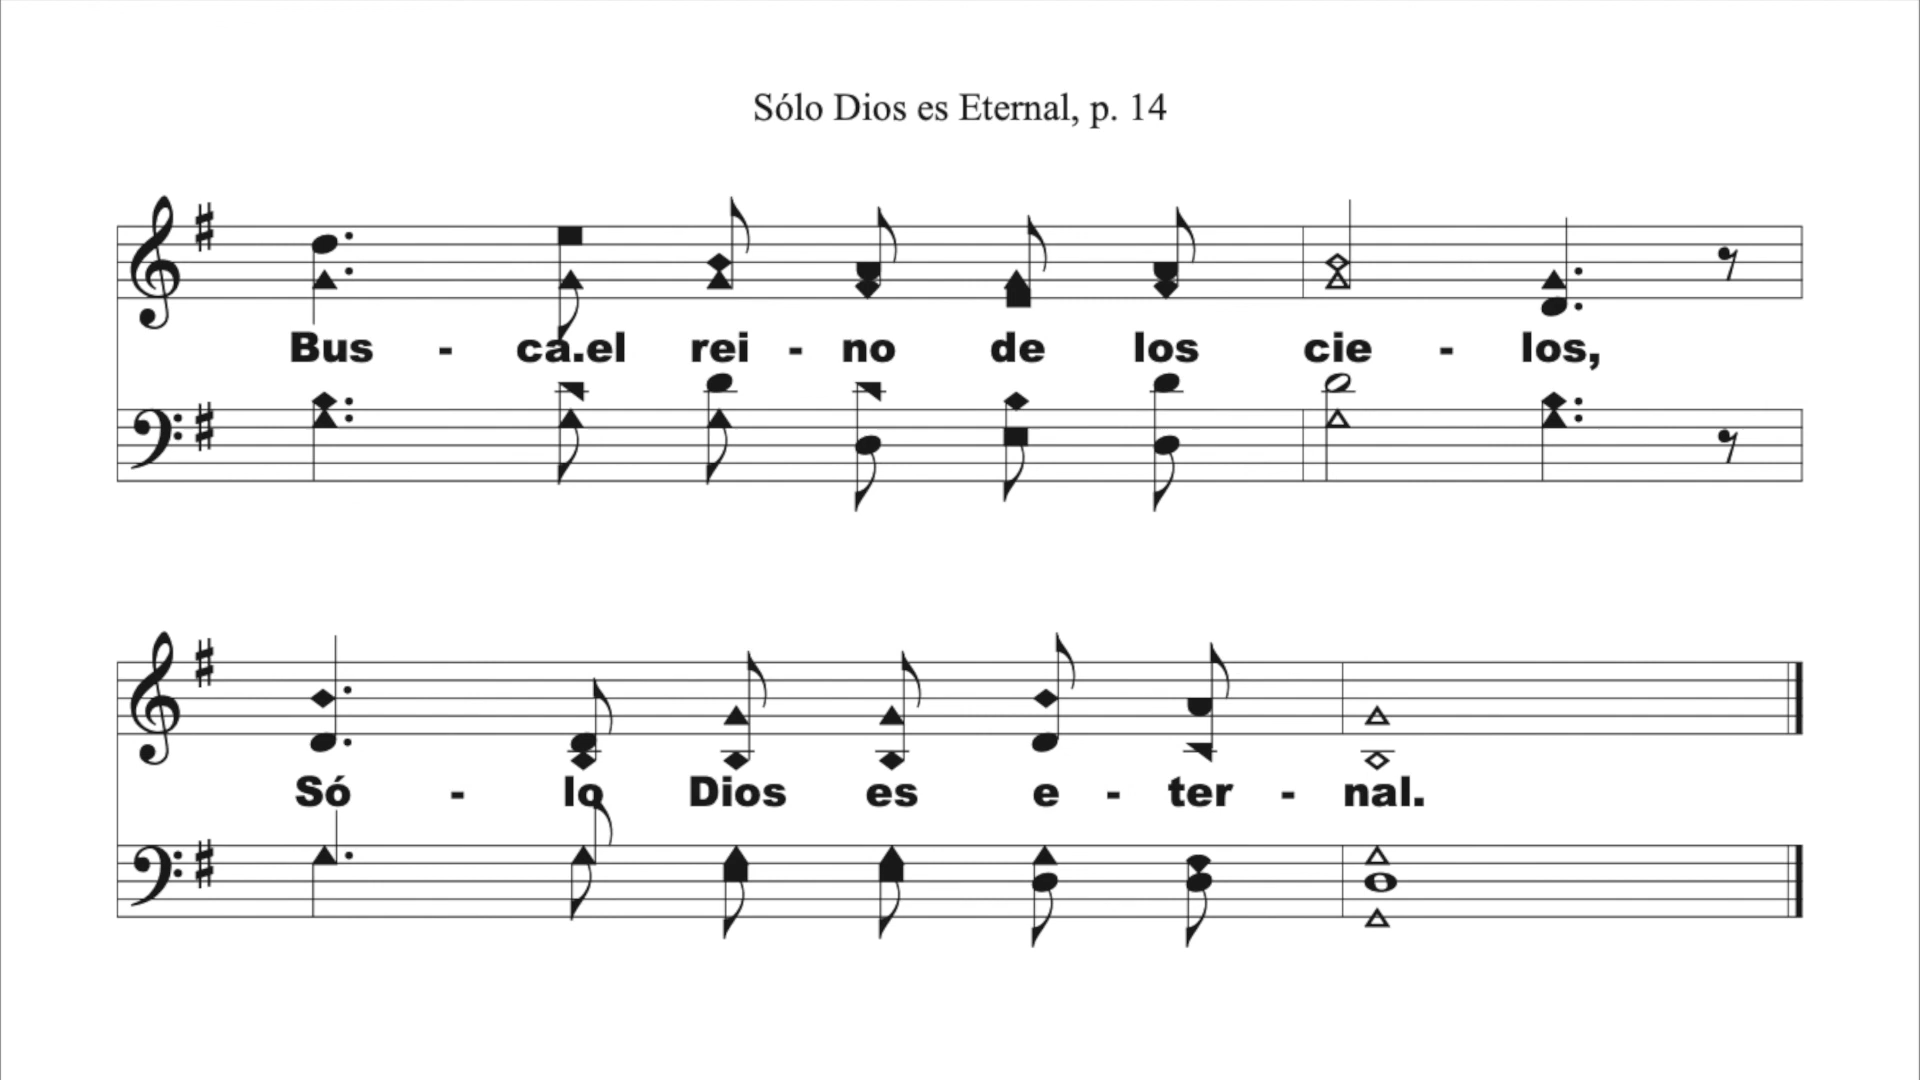 Sólo Dios es Eternal, p. 14
Bus - ca.el rei - no de los cie - los,
Só - lo Dios es e - ter - nal.